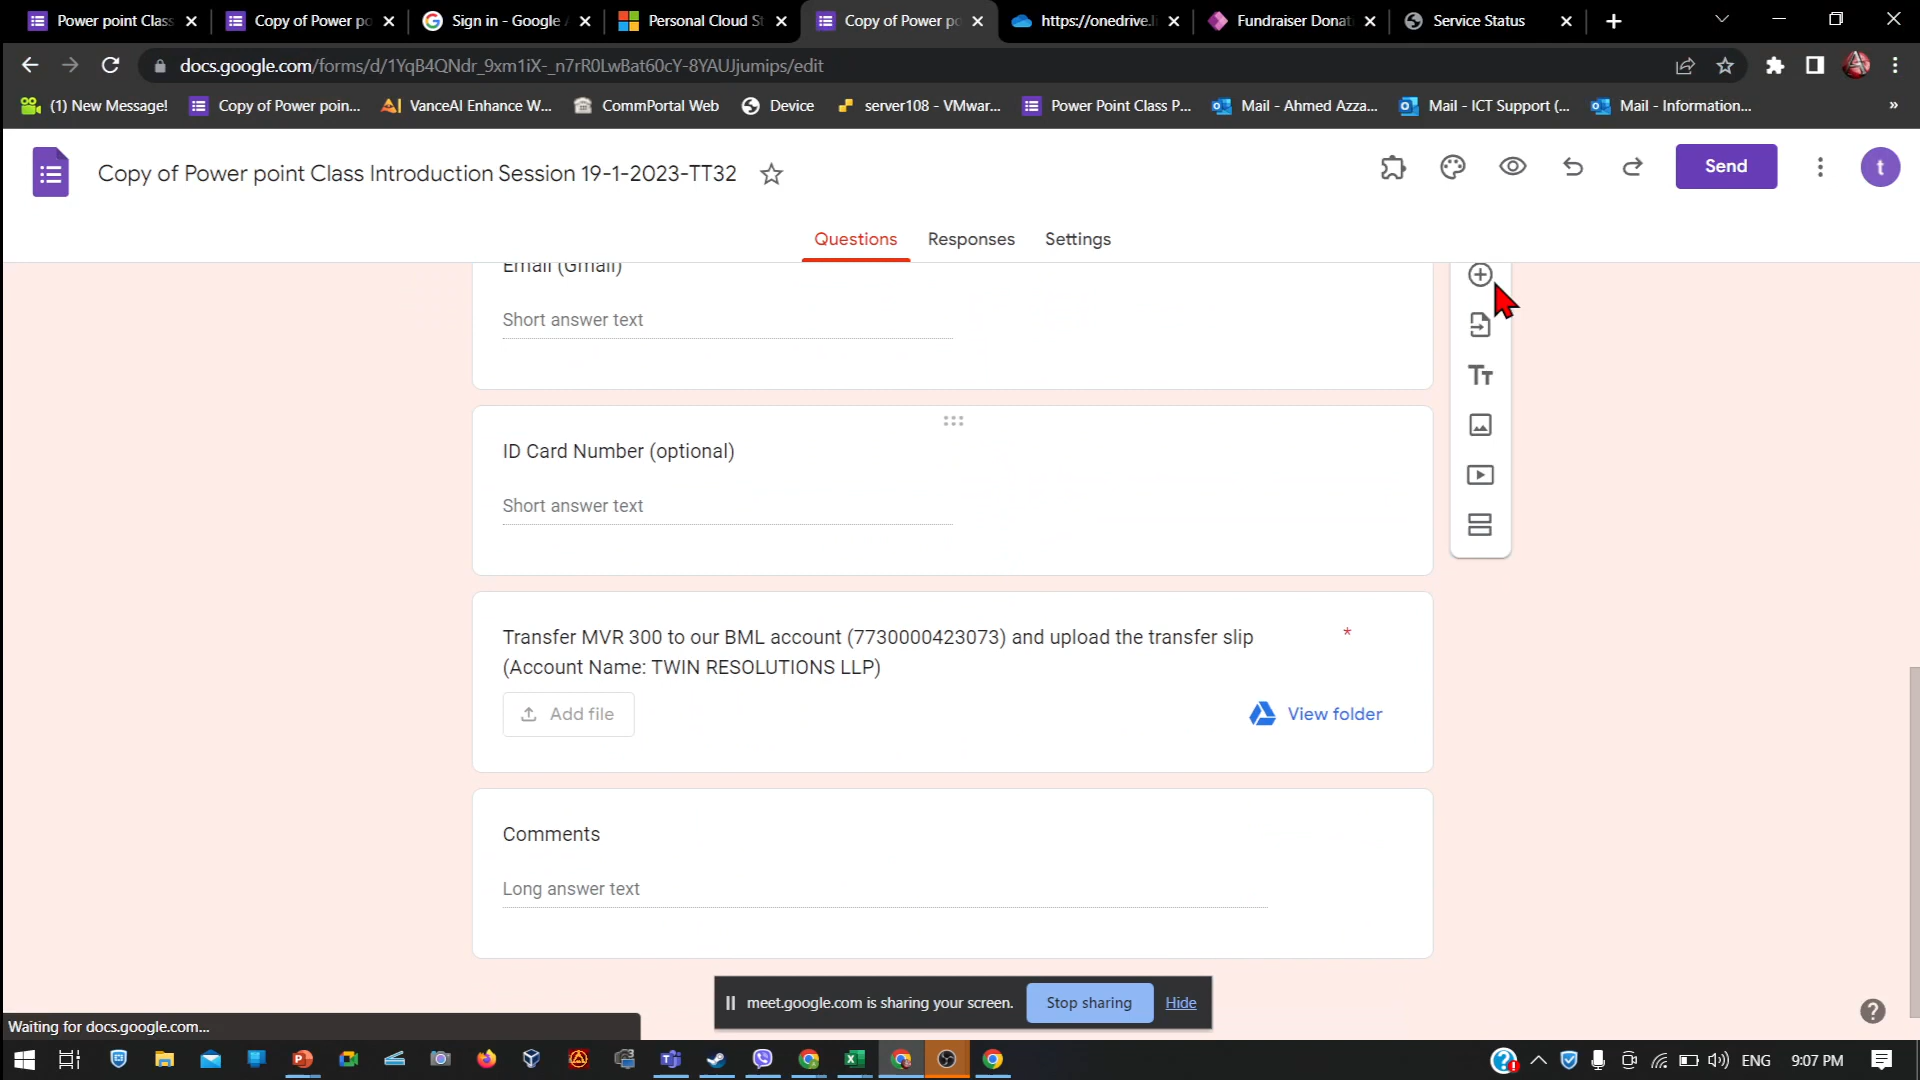 Power point Class
Copy of Power po
Sign in - Google
Personal Cloud St
Copy of Power po
https://onedrive.li
Fundraiser Donat
Service Status
docs.google.com/forms/d/1YqB4QNdr_9xm1iX-_n7rR0LwBat60cY-8YAUJjumips/edit
(1) New Message!
Copy of Power poin...
VanceAI Enhance W...
CommPortal Web
Device
server108 - VMwar...
Power Point Class P...
Mail - Ahmed Azza...
Mail - ICT Support (...
Mail - Information...
»
Copy of Power point Class Introduction Session 19-1-2023-TT32
Send
t
Questions
Responses
Settings
Email (Gmail)
Short answer text
ID Card Number (optional)
Short answer text
Transfer MVR 300 to our BML account (7730000423073) and upload the transfer slip *
(Account Name: TWIN RESOLUTIONS LLP)
Add file
View folder
Comments
Long answer text
meet.google.com is sharing your screen.
Stop sharing
Hide
Waiting for docs.google.com...
ENG
9:07 PM